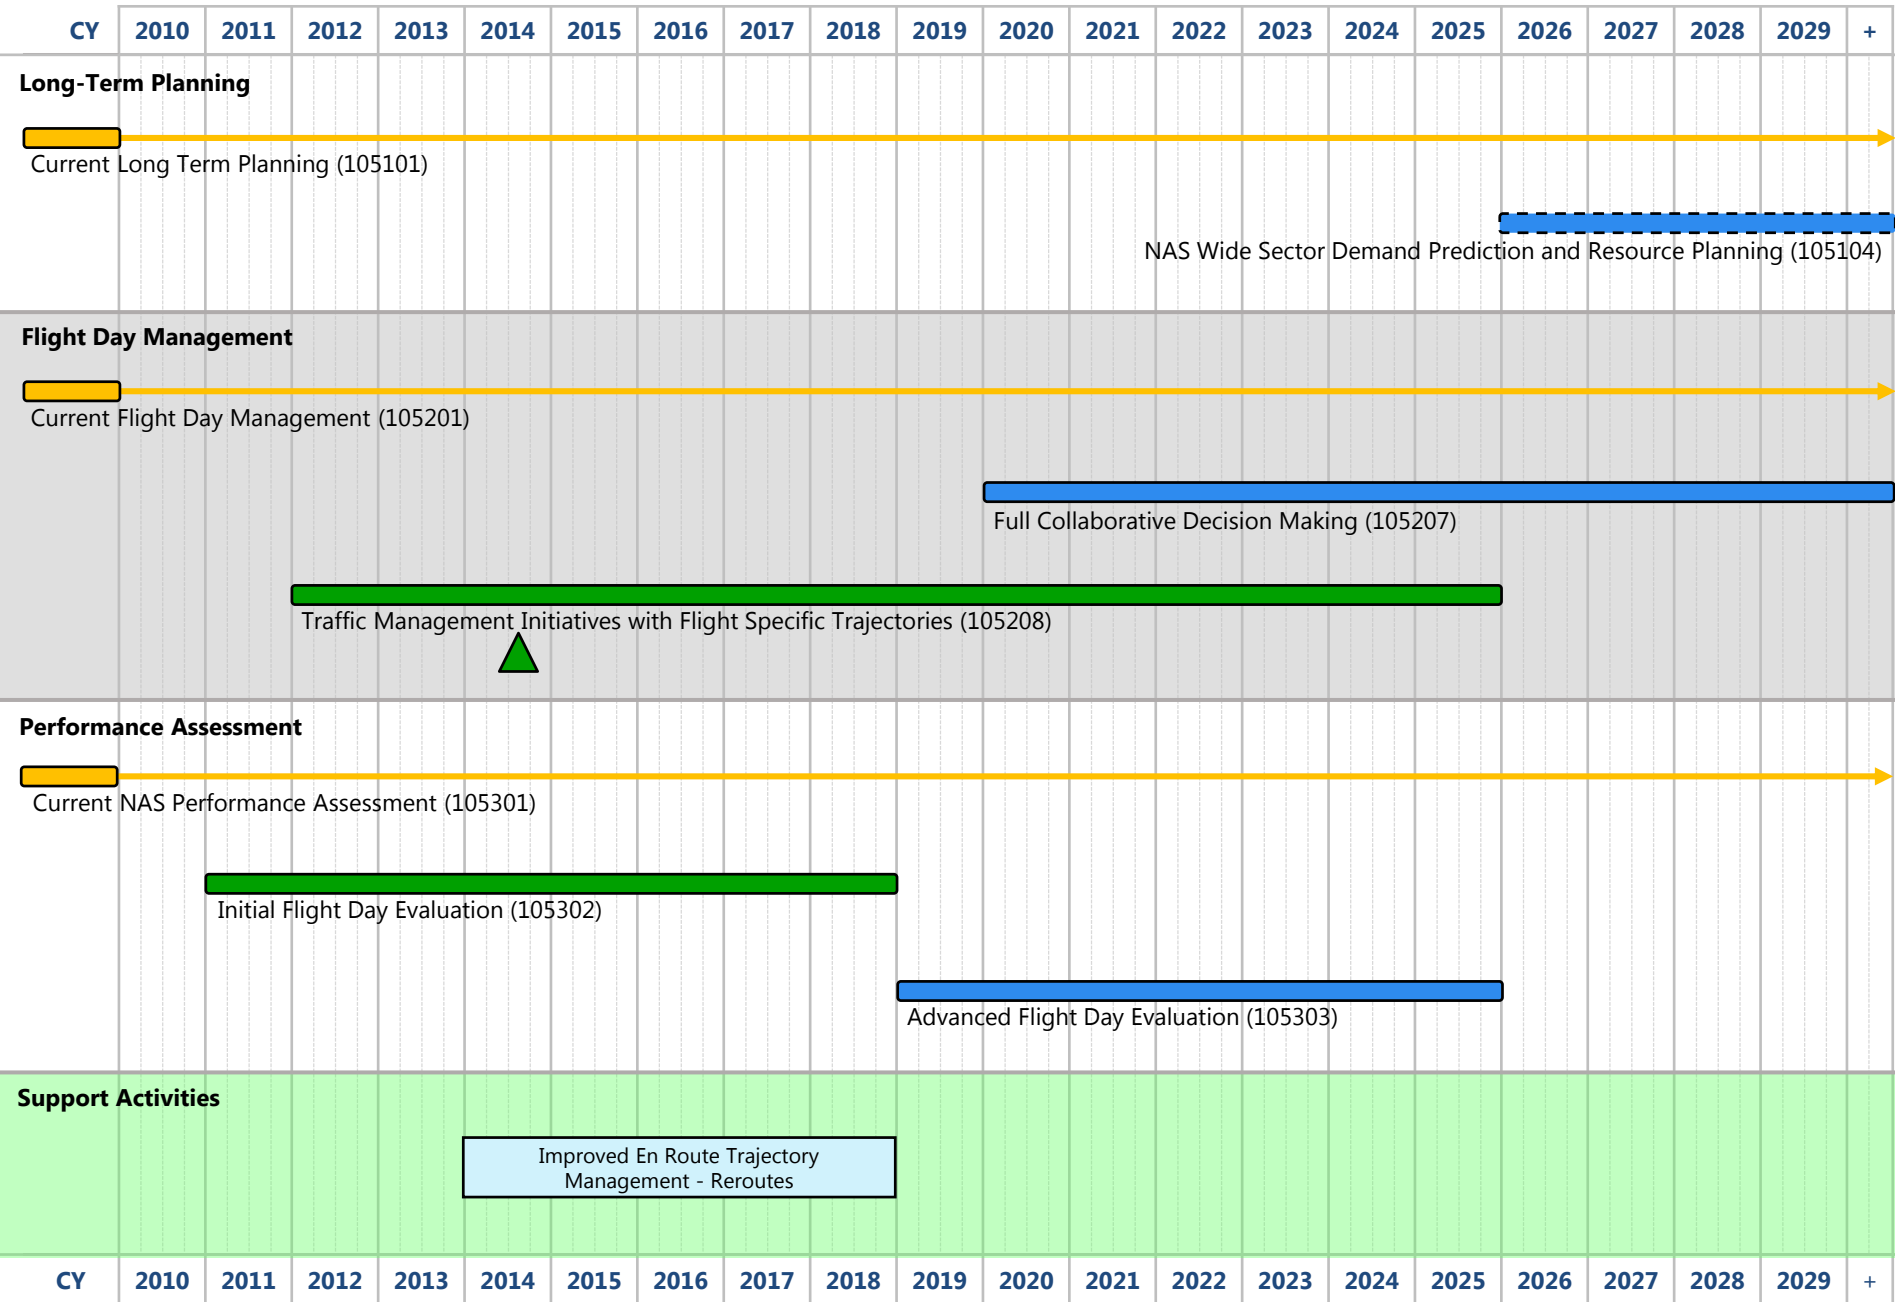 CY 2010 2011 2012 2013 2014 2015 2016 2017 2018 2019 2020 2021 2022 2023 2024 2025 2026 2027 2028 2029 +
Long-Term Planning
Current Long Term Planning (105101)
NAS Wide Sector Demand Prediction and Resource Planning (105104)
Flight Day Management
Current Flight Day Management (105201)
Full Collaborative Decision Making (105207)
Traffic Management Initiatives with Flight Specific Trajectories (105208)
Performance Assessment
Current NAS Performance Assessment (105301)
Initial Flight Day Evaluation (105302)
Advanced Flight Day Evaluation (105303)
Support Activities
Improved En Route Trajectory
Management - Reroutes
CY 2010 2011 2012 2013 2014 2015 2016 2017 2018 2019 2020 2021 2022 2023 2024 2025 2026 2027 2028 2029 +